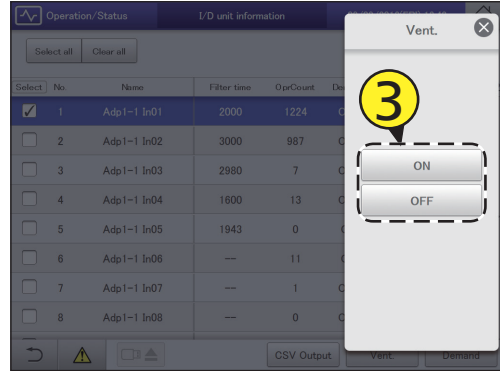 Operation/Status I/D unit information
Vent.
Select all Clear all
Select No. Name Filter time OprCount
1 Adp1-1 In01 2000 1224
2 Adp1-1 In02 3000 987
3 Adp1-1 In03 2980 7
4 Adp1-1 In04 1600 13
5 Adp1-1 In05 1943 0
6 Adp1-1 In06 -- 11
7 Adp1-1 In07 -- 1
8 Adp1-1 In08 -- 0
3
ON
OFF
CSV Output Vent. Demand